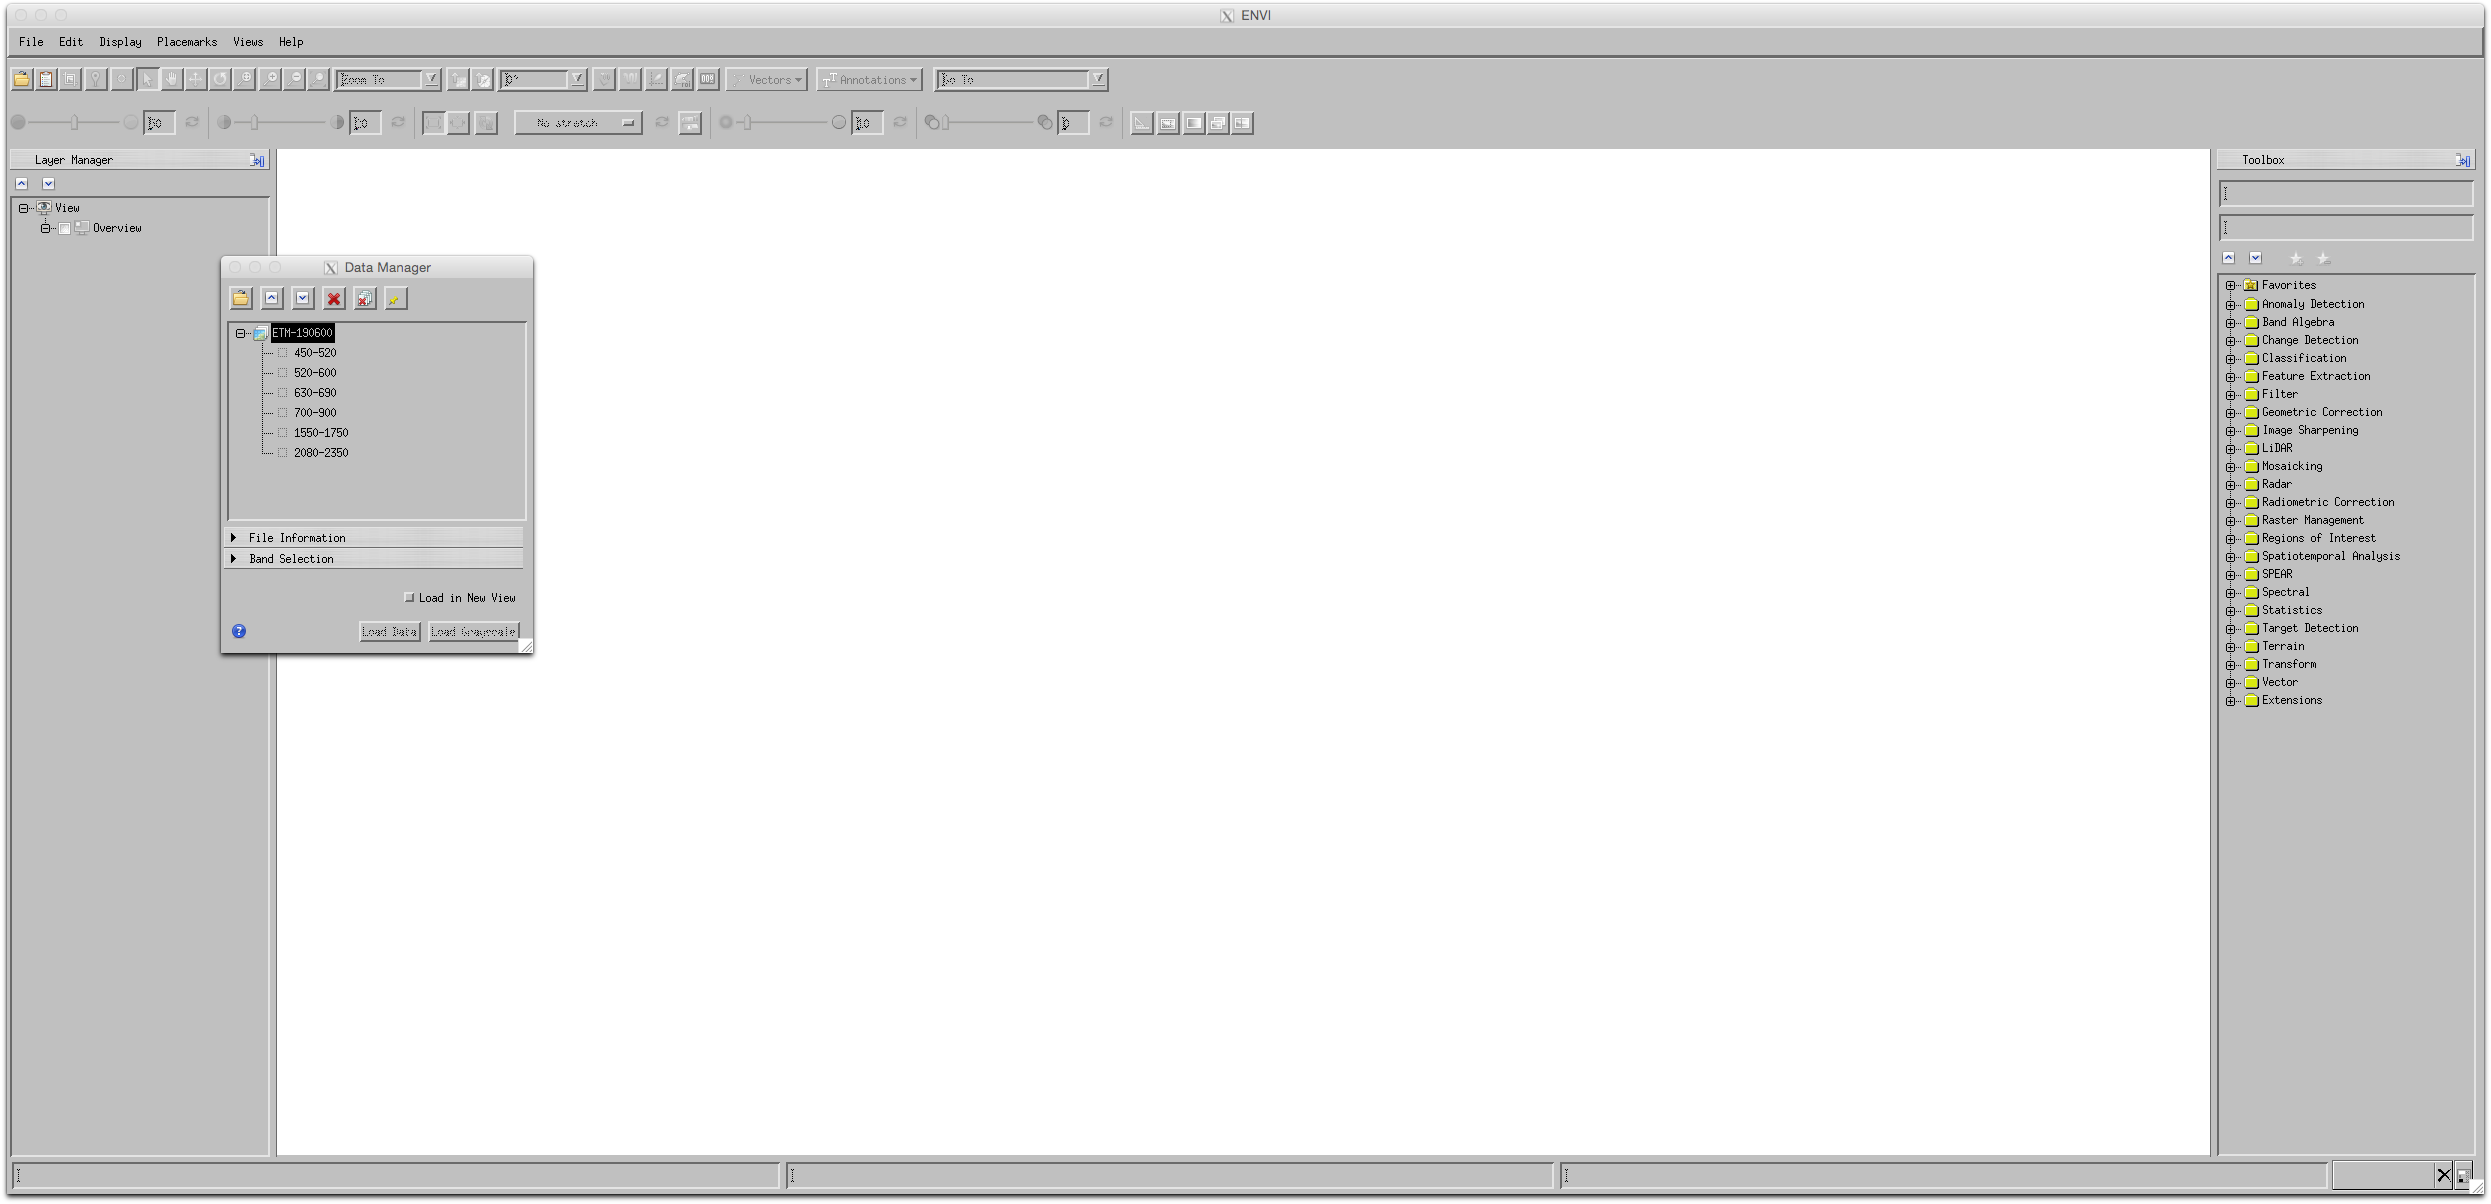 ENVI
File Edit Display Placemarks Views Help
Zoom To 0° Vectors Annotations Go To
No stretch
Layer Manager
View
Overview
Data Manager
ETM-190600
450-520
520-600
630-690
700-900
1550-1750
2080-2350
File Information
Band Selection
Load in New View
Load Data Load Grayscale
Toolbox
Favorites
Anomaly Detection
Band Algebra
Change Detection
Classification
Feature Extraction
Filter
Geometric Correction
Image Sharpening
LiDAR
Mosaicking
Radar
Radiometric Correction
Raster Management
Regions of Interest
Spatiotemporal Analysis
SPEAR
Spectral
Statistics
Target Detection
Terrain
Transform
Vector
Extensions